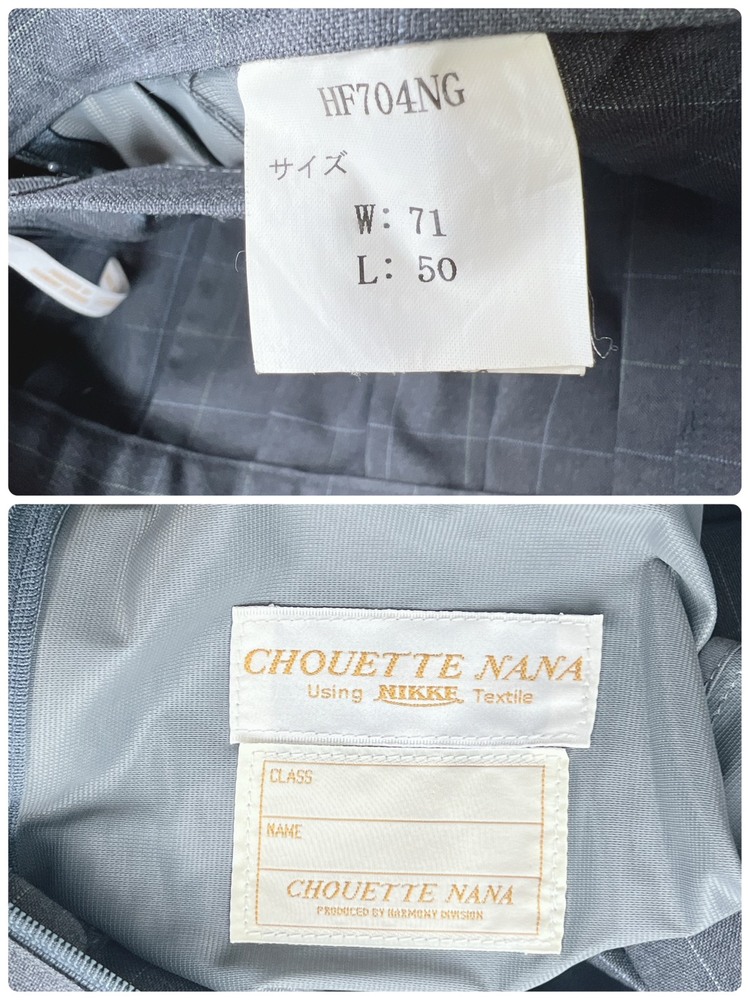 HF704NG
サイズ
W: 71
L: 50
CHOUETTE NANA
Using NIKKE Textile
CLASS
NAME
CHOUETTE NANA
PRODUCED BY HARMONY DIVISION